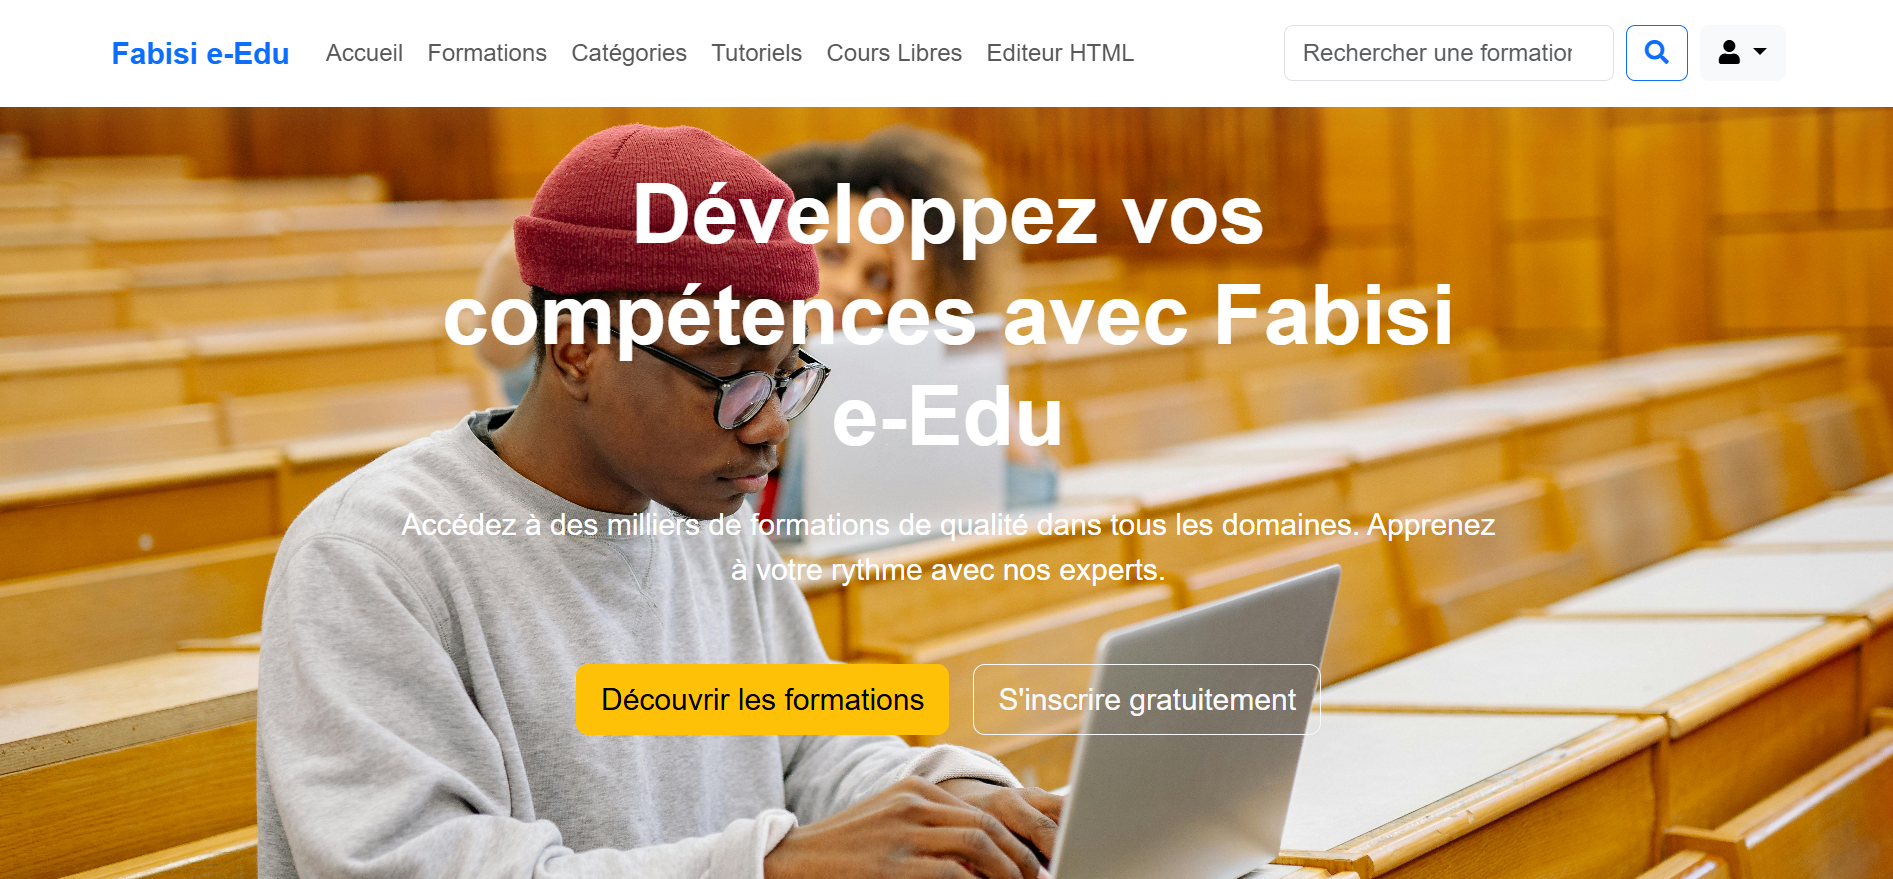 Fabisi e-Edu Accueil Formations Catégories Tutoriels Cours Libres Editeur HTML Rechercher une formation
Développez vos
compétences avec Fabisi
e-Edu
Accédez à des milliers de formations de qualité dans tous les domaines. Apprenez
à votre rythme avec nos experts.
Découvrir les formations S'inscrire gratuitement